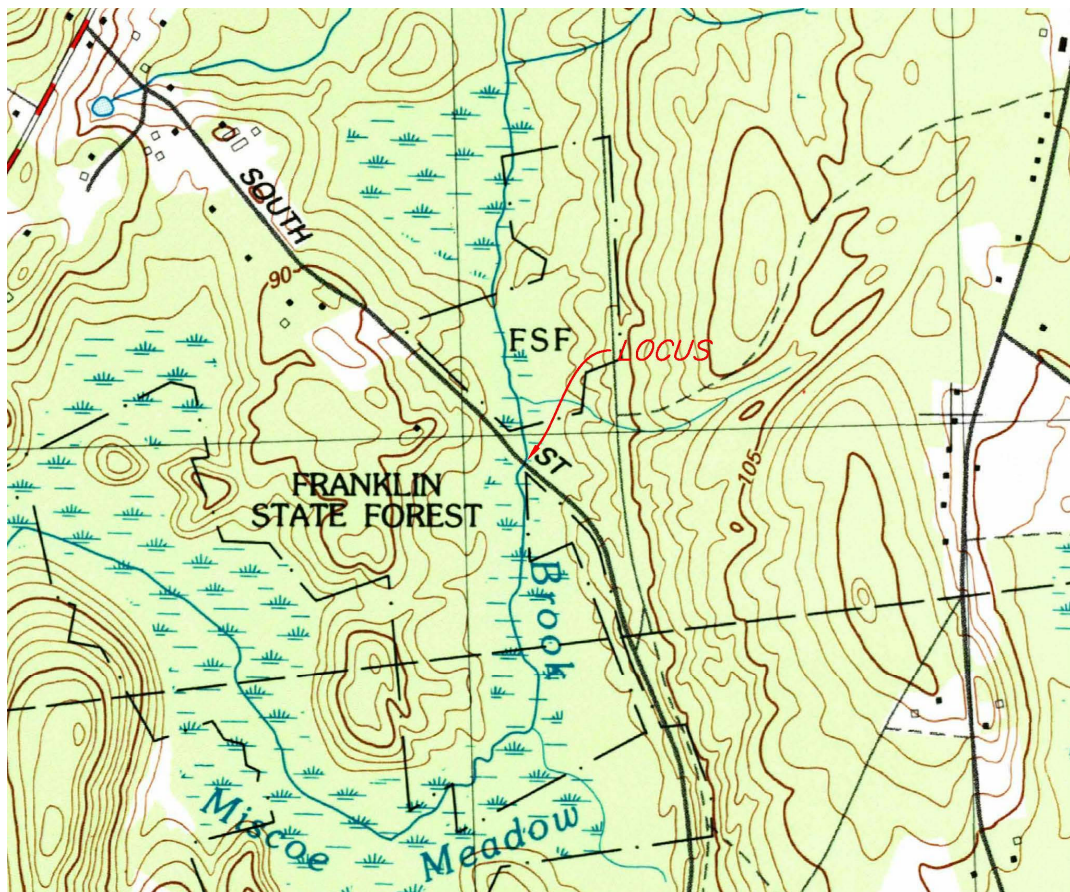 SOUTH
90
FSF
LOCUS
ST
105
FRANKLIN
STATE FOREST
Brook
Miscoe
Meadow